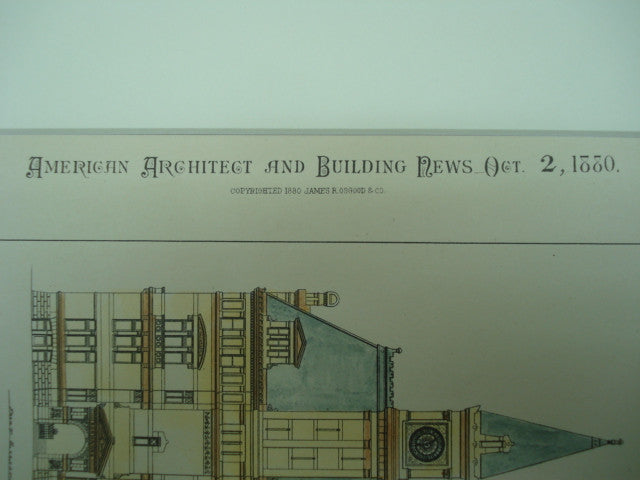 AMERICAN ARCHITECT AND BUILDING NEWS_OCT. 2, 1880.
COPYRIGHTED 1880 JAMES R. OSGOOD & CO.